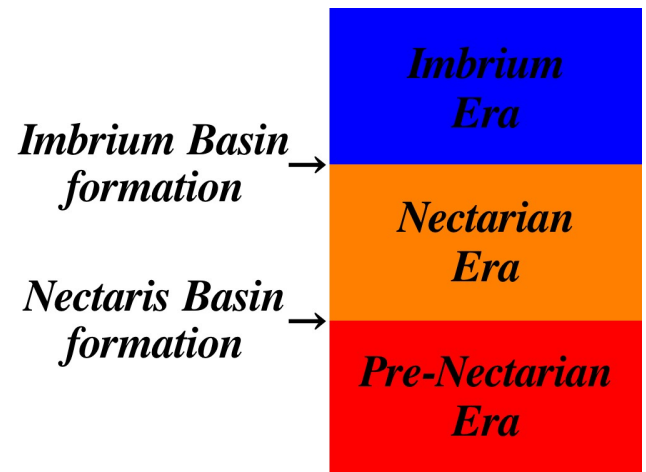 Imbrium
Era
Imbrium Basin
formation
Nectarian
Era
Nectaris Basin
formation
Pre-Nectarian
Era